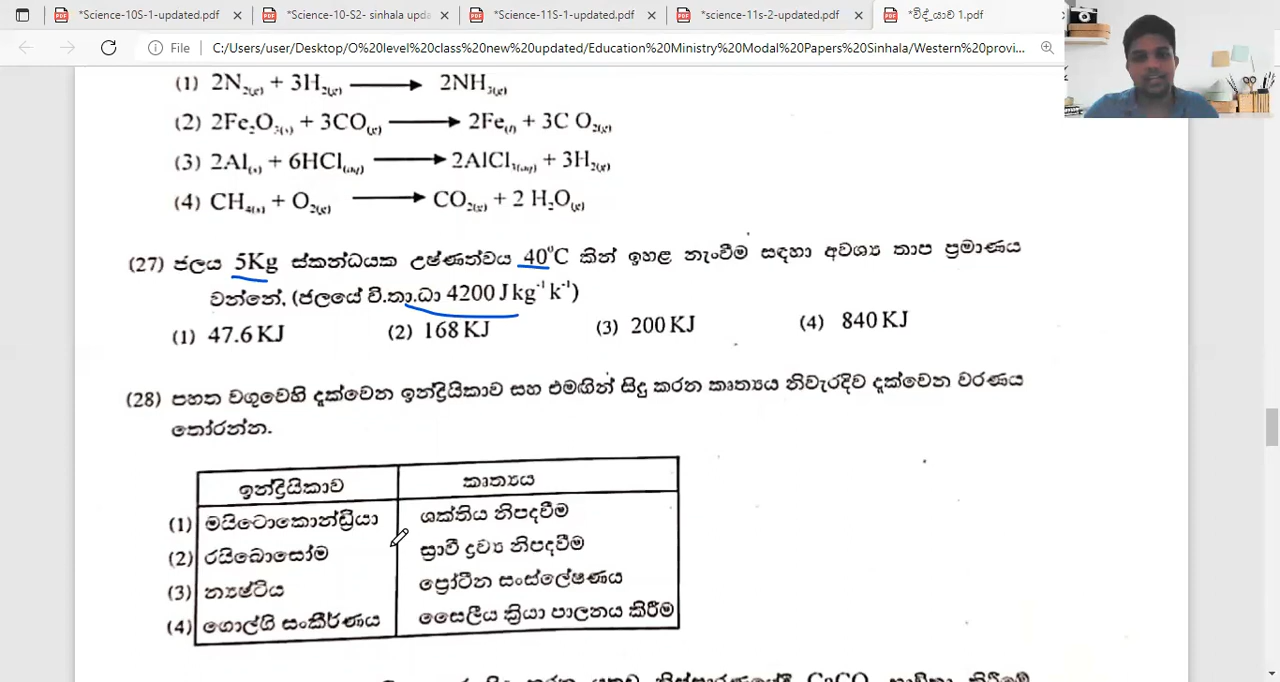 *Science-10S-1-updated.pdf
*Science-10-S2- sinhala upda
*Science-11S-1-updated.pdf
*science-11s-2-updated.pdf
*විද්‍යාව 1.pdf
File C:/Users/user/Desktop/O%20level%20class%20new%20updated/Education%20Ministry%20Modal%20Papers%20Sinhala/Western%20provi...
(1) 2N₂(g) + 3H₂(g) ⟶ 2NH₃(g)
(2) 2Fe₂O₃(s) + 3CO(g) ⟶ 2Fe(l) + 3C O₂(g)
(3) 2Al(s) + 6HCl(aq) ⟶ 2AlCl₃(aq) + 3H₂(g)
(4) CH₄(s) + O₂(g) ⟶ CO₂(g) + 2 H₂O(g)
(27) ජලය 5Kg ස්කන්ධයක උෂ්ණත්වය 40⁰C කින් ඉහළ නැංවීම සඳහා අවශ්‍ය තාප ප්‍රමාණය
වන්නේ, (ජලයේ වි.තා.ධා 4200 J kg⁻¹ k⁻¹)
(1) 47.6 KJ (2) 168 KJ (3) 200 KJ (4) 840 KJ
(28) පහත වගුවෙහි දැක්වෙන ඉන්ද්‍රියිකාව සහ එමඟින් සිදු කරන කෘත්‍යය නිවැරදිව දැක්වෙන වරණය
තෝරන්න.
ඉන්ද්‍රියිකාව කෘත්‍යය
(1) මයිටොකොන්ඩ්‍රියා ශක්තිය නිපදවීම
(2) රයිබොසෝම ස්‍රාවී ද්‍රව්‍ය නිපදවීම
(3) න්‍යෂ්ටිය ප්‍රෝටීන සංස්ලේෂණය
(4) ගොල්ගි සංකීර්ණය සෛලීය ක්‍රියා පාලනය කිරීම